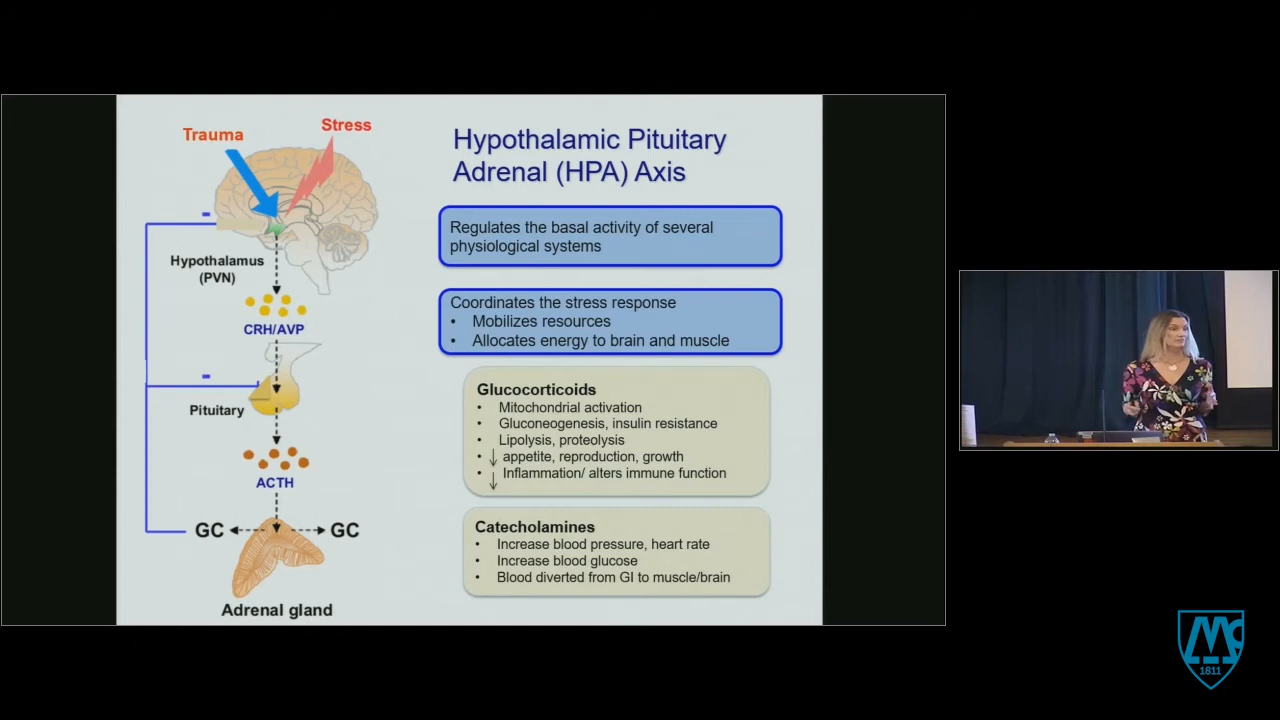 Trauma
Stress
-
Hypothalamus
(PVN)
CRH/AVP
-
Pituitary
ACTH
GC
GC
Adrenal gland
Hypothalamic Pituitary
Adrenal (HPA) Axis
Regulates the basal activity of several
physiological systems
Coordinates the stress response
• Mobilizes resources
• Allocates energy to brain and muscle
Glucocorticoids
• Mitochondrial activation
• Gluconeogenesis, insulin resistance
• Lipolysis, proteolysis
• ↓ appetite, reproduction, growth
• ↓ Inflammation/ alters immune function
Catecholamines
• Increase blood pressure, heart rate
• Increase blood glucose
• Blood diverted from GI to muscle/brain
Mc
1811